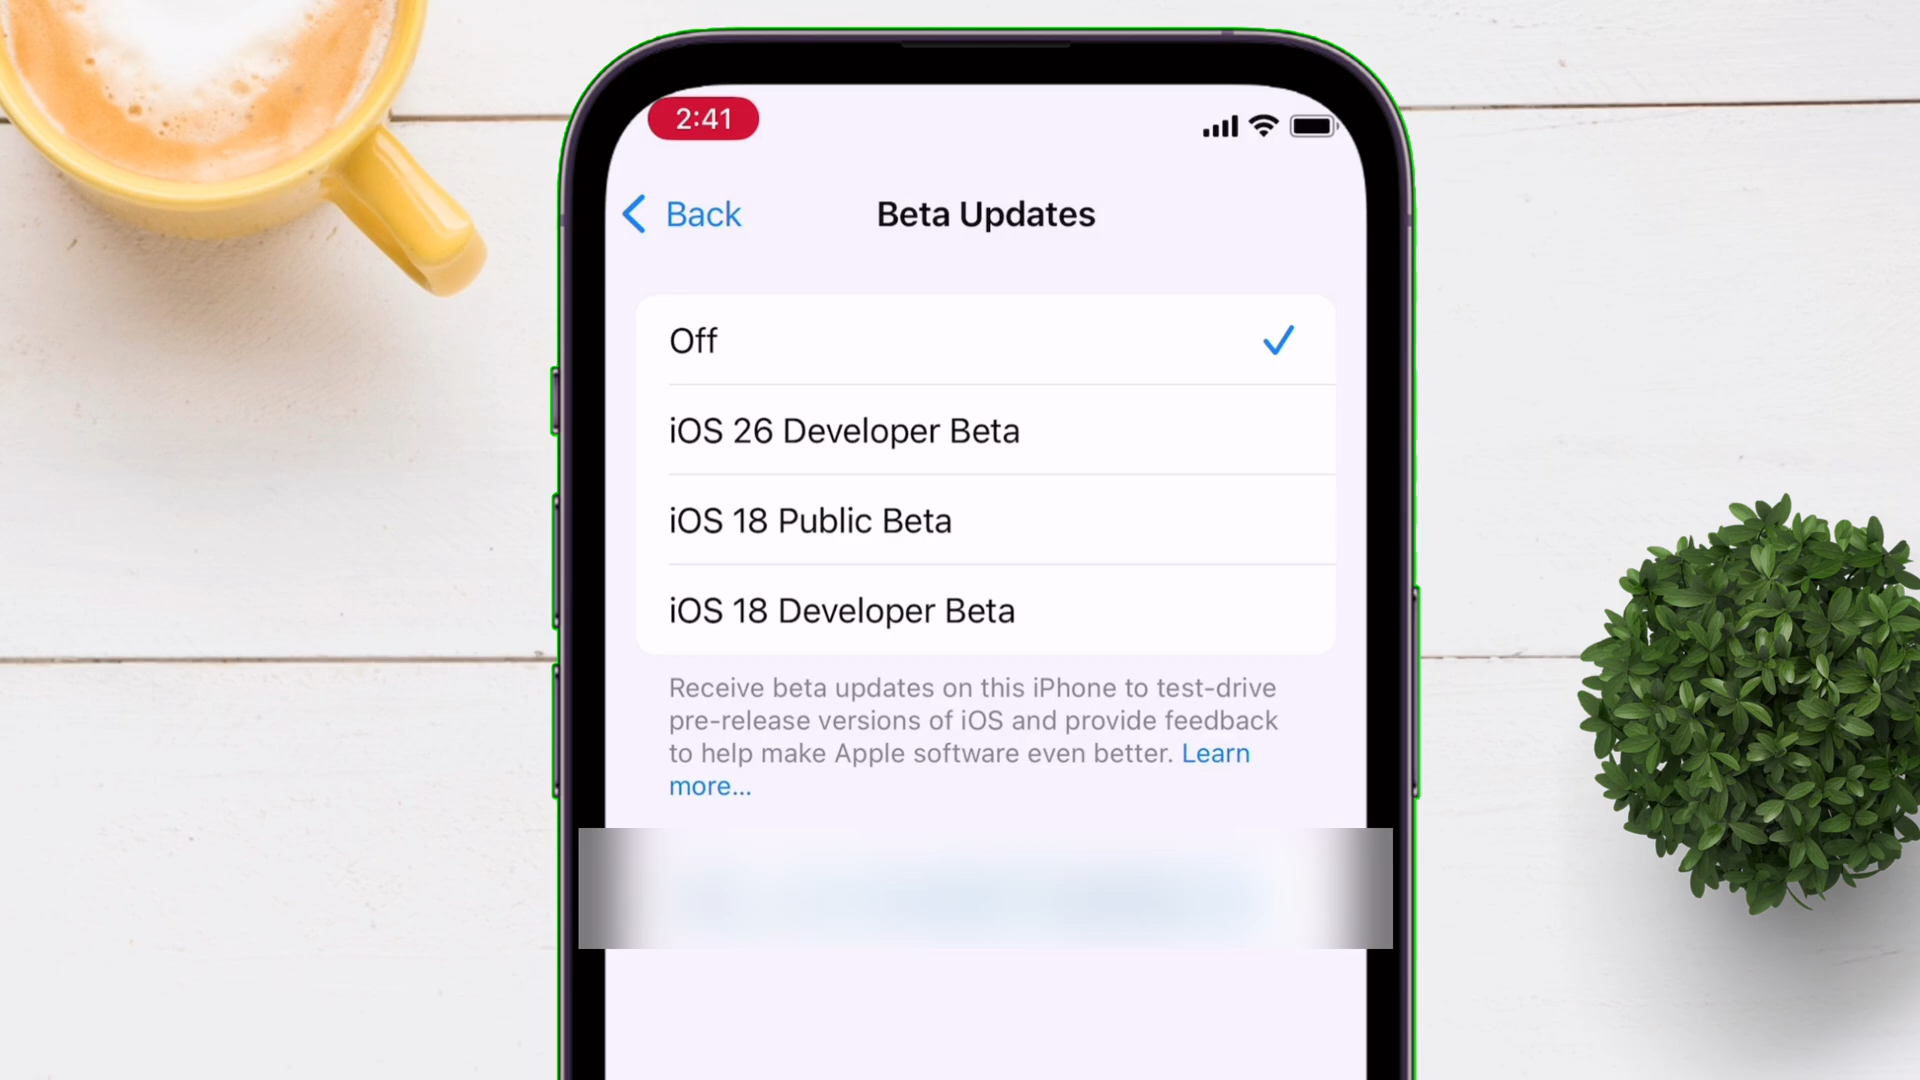 2:41
Back
Beta Updates
Off
iOS 26 Developer Beta
iOS 18 Public Beta
iOS 18 Developer Beta
Receive beta updates on this iPhone to test-drive
pre-release versions of iOS and provide feedback
to help make Apple software even better. Learn
more...